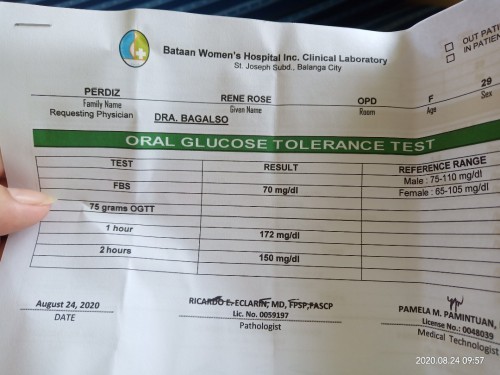 Bataan Women's Hospital Inc. Clinical Laboratory
St. Joseph Subd., Balanga City
OUT PATI
IN PATIEN
PERDIZ RENE ROSE OPD F 29
Family Name Given Name Room Age Sex
Requesting Physician DRA. BAGALSO
ORAL GLUCOSE TOLERANCE TEST
TEST RESULT REFERENCE RANGE
Male : 75-110 mg/dl
FBS 70 mg/dl Female : 65-105 mg/dl
75 grams OGTT
1 hour 172 mg/dl
2 hours 150 mg/dl
August 24, 2020 RICARDO E. ECLARIN, MD, FPSP,PASCP PAMELA M. PAMINTUAN,
DATE Lic. No. 0059197 License No.: 0048039
Pathologist Medical Technologist
2020.08.24 09:57